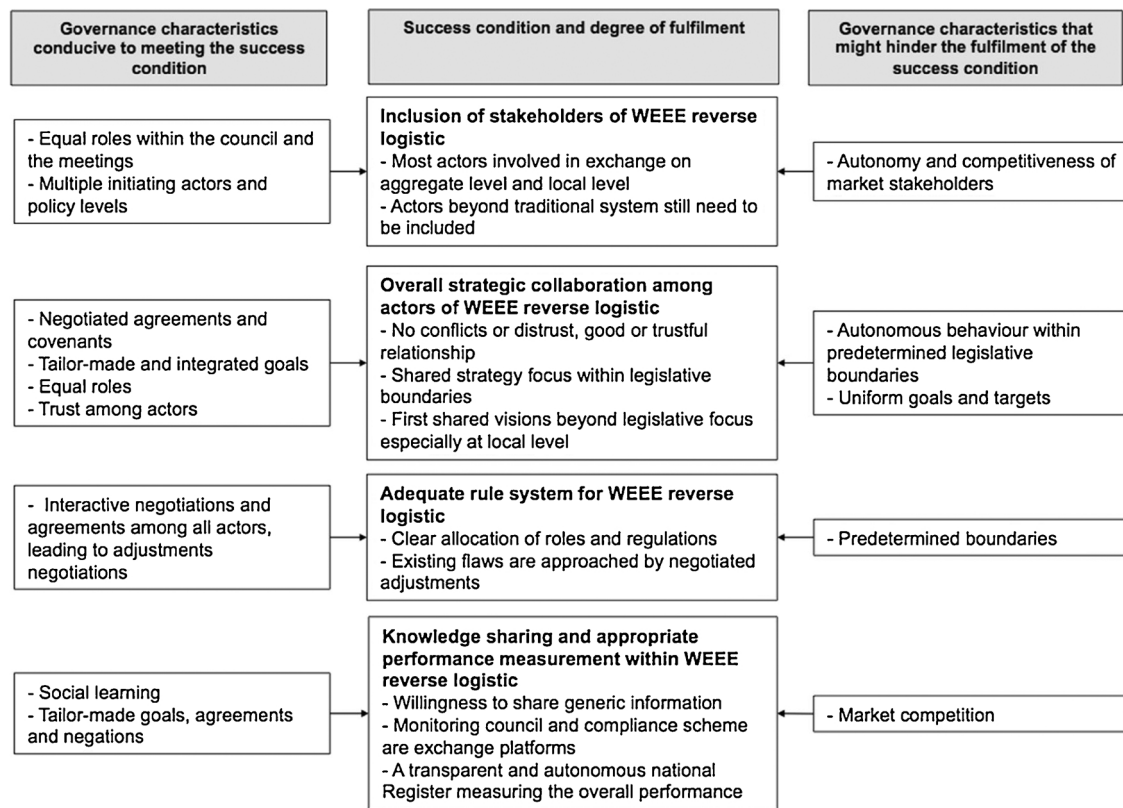 Governance characteristics
conducive to meeting the success
condition
Success condition and degree of fulfilment
Governance characteristics that
might hinder the fulfilment of the
success condition
- Equal roles within the council and
the meetings
- Multiple initiating actors and
policy levels
Inclusion of stakeholders of WEEE reverse
logistic
- Most actors involved in exchange on
aggregate level and local level
- Actors beyond traditional system still need to
be included
- Autonomy and competitiveness of
market stakeholders
- Negotiated agreements and
covenants
- Tailor-made and integrated goals
- Equal roles
- Trust among actors
Overall strategic collaboration among
actors of WEEE reverse logistic
- No conflicts or distrust, good or trustful
relationship
- Shared strategy focus within legislative
boundaries
- First shared visions beyond legislative focus
especially at local level
- Autonomous behaviour within
predetermined legislative
boundaries
- Uniform goals and targets
- Interactive negotiations and
agreements among all actors,
leading to adjustments
negotiations
Adequate rule system for WEEE reverse
logistic
- Clear allocation of roles and regulations
- Existing flaws are approached by negotiated
adjustments
- Predetermined boundaries
- Social learning
- Tailor-made goals, agreements
and negations
Knowledge sharing and appropriate
performance measurement within WEEE
reverse logistic
- Willingness to share generic information
- Monitoring council and compliance scheme
are exchange platforms
- A transparent and autonomous national
Register measuring the overall performance
- Market competition